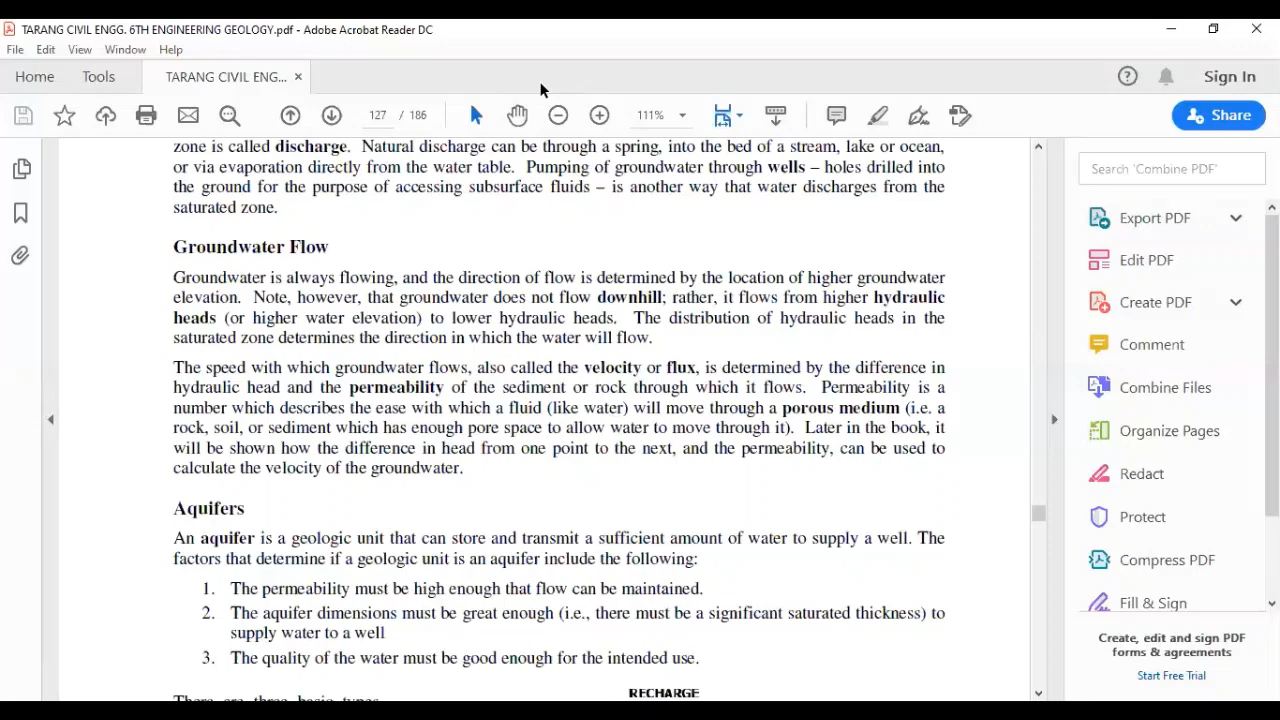 TARANG CIVIL ENGG. 6TH ENGINEERING GEOLOGY.pdf - Adobe Acrobat Reader DC
File Edit View Window Help
Home Tools TARANG CIVIL ENG... × Sign In
127 / 186 111% Share
zone is called discharge. Natural discharge can be through a spring, into the bed of a stream, lake or ocean,
or via evaporation directly from the water table. Pumping of groundwater through wells – holes drilled into
the ground for the purpose of accessing subsurface fluids – is another way that water discharges from the
saturated zone.
Groundwater Flow
Groundwater is always flowing, and the direction of flow is determined by the location of higher groundwater
elevation. Note, however, that groundwater does not flow downhill; rather, it flows from higher hydraulic
heads (or higher water elevation) to lower hydraulic heads. The distribution of hydraulic heads in the
saturated zone determines the direction in which the water will flow.
The speed with which groundwater flows, also called the velocity or flux, is determined by the difference in
hydraulic head and the permeability of the sediment or rock through which it flows. Permeability is a
number which describes the ease with which a fluid (like water) will move through a porous medium (i.e. a
rock, soil, or sediment which has enough pore space to allow water to move through it). Later in the book, it
will be shown how the difference in head from one point to the next, and the permeability, can be used to
calculate the velocity of the groundwater.
Aquifers
An aquifer is a geologic unit that can store and transmit a sufficient amount of water to supply a well. The
factors that determine if a geologic unit is an aquifer include the following:
1. The permeability must be high enough that flow can be maintained.
2. The aquifer dimensions must be great enough (i.e., there must be a significant saturated thickness) to
supply water to a well
3. The quality of the water must be good enough for the intended use.
There are three basic types
RECHARGE
Search 'Combine PDF'
Export PDF
Edit PDF
Create PDF
Comment
Combine Files
Organize Pages
Redact
Protect
Compress PDF
Fill & Sign
Create, edit and sign PDF
forms & agreements
Start Free Trial